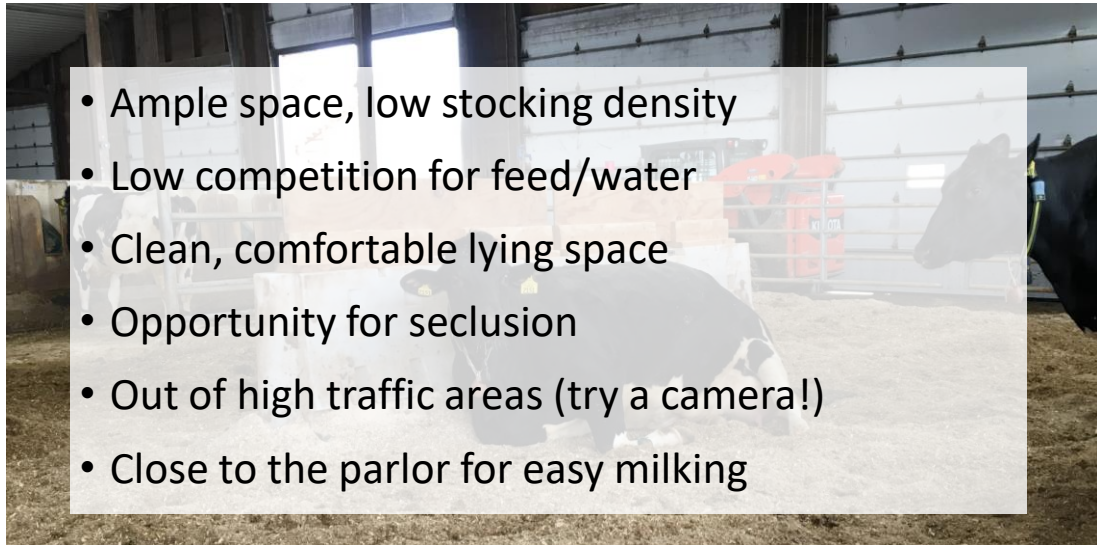 • Ample space, low stocking density
• Low competition for feed/water
• Clean, comfortable lying space
• Opportunity for seclusion
• Out of high traffic areas (try a camera!)
• Close to the parlor for easy milking